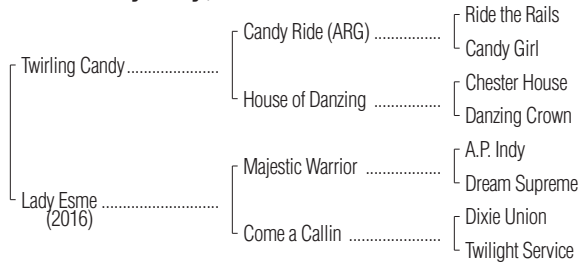 Ride the Rails
Candy Ride (ARG) ................
Candy Girl
Twirling Candy ......................
Chester House
House of Danzing ................
Danzing Crown
A.P. Indy
Majestic Warrior ..................
Dream Supreme
Lady Esme ............................
(2016)
Dixie Union
Come a Callin ......................
Twilight Service